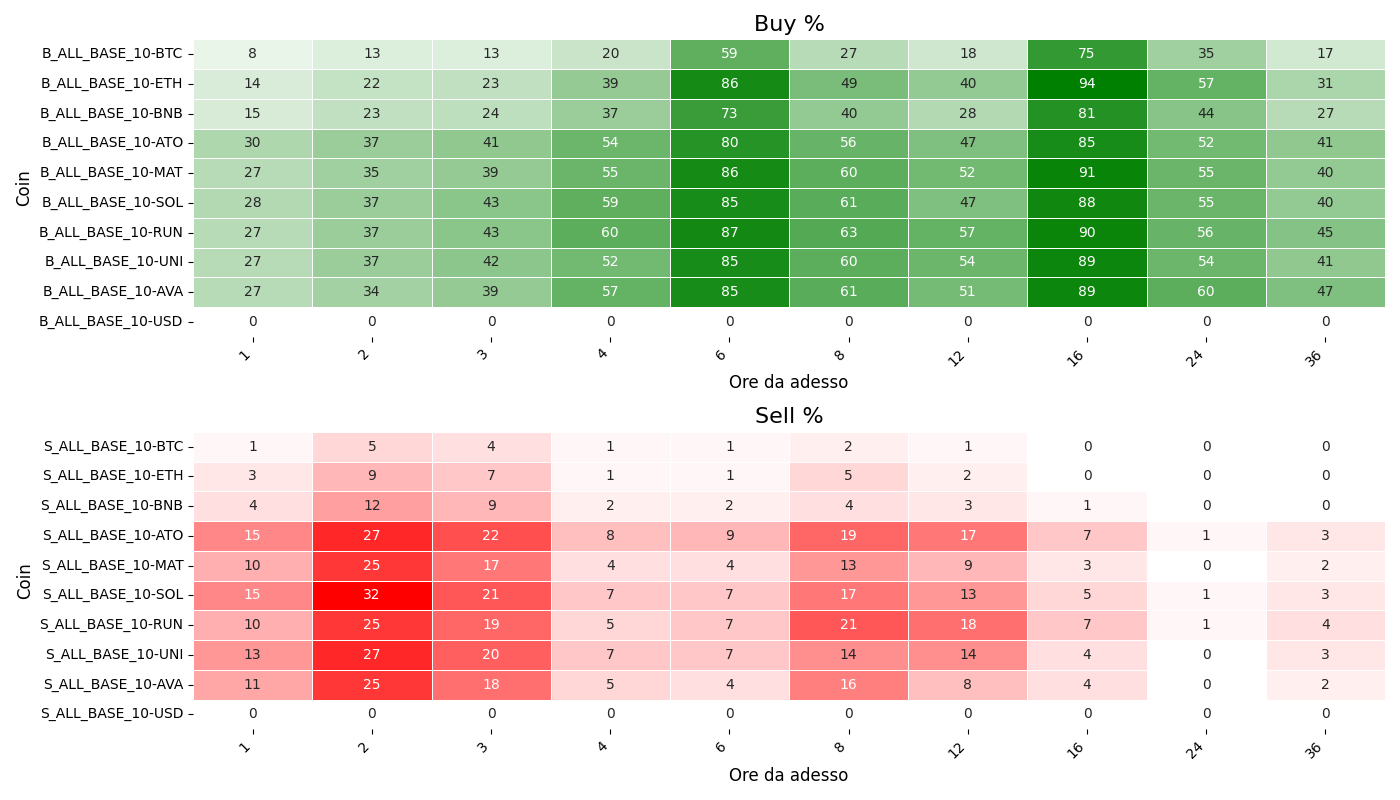 Buy %
Coin
B_ALL_BASE_10-BTC 8 13 13 20 59 27 18 75 35 17
B_ALL_BASE_10-ETH 14 22 23 39 86 49 40 94 57 31
B_ALL_BASE_10-BNB 15 23 24 37 73 40 28 81 44 27
B_ALL_BASE_10-ATO 30 37 41 54 80 56 47 85 52 41
B_ALL_BASE_10-MAT 27 35 39 55 86 60 52 91 55 40
B_ALL_BASE_10-SOL 28 37 43 59 85 61 47 88 55 40
B_ALL_BASE_10-RUN 27 37 43 60 87 63 57 90 56 45
B_ALL_BASE_10-UNI 27 37 42 52 85 60 54 89 54 41
B_ALL_BASE_10-AVA 27 34 39 57 85 61 51 89 60 47
B_ALL_BASE_10-USD 0 0 0 0 0 0 0 0 0 0
1 2 3 4 6 8 12 16 24 36
Ore da adesso
Sell %
Coin
S_ALL_BASE_10-BTC 1 5 4 1 1 2 1 0 0 0
S_ALL_BASE_10-ETH 3 9 7 1 1 5 2 0 0 0
S_ALL_BASE_10-BNB 4 12 9 2 2 4 3 1 0 0
S_ALL_BASE_10-ATO 15 27 22 8 9 19 17 7 1 3
S_ALL_BASE_10-MAT 10 25 17 4 4 13 9 3 0 2
S_ALL_BASE_10-SOL 15 32 21 7 7 17 13 5 1 3
S_ALL_BASE_10-RUN 10 25 19 5 7 21 18 7 1 4
S_ALL_BASE_10-UNI 13 27 20 7 7 14 14 4 0 3
S_ALL_BASE_10-AVA 11 25 18 5 4 16 8 4 0 2
S_ALL_BASE_10-USD 0 0 0 0 0 0 0 0 0 0
1 2 3 4 6 8 12 16 24 36
Ore da adesso